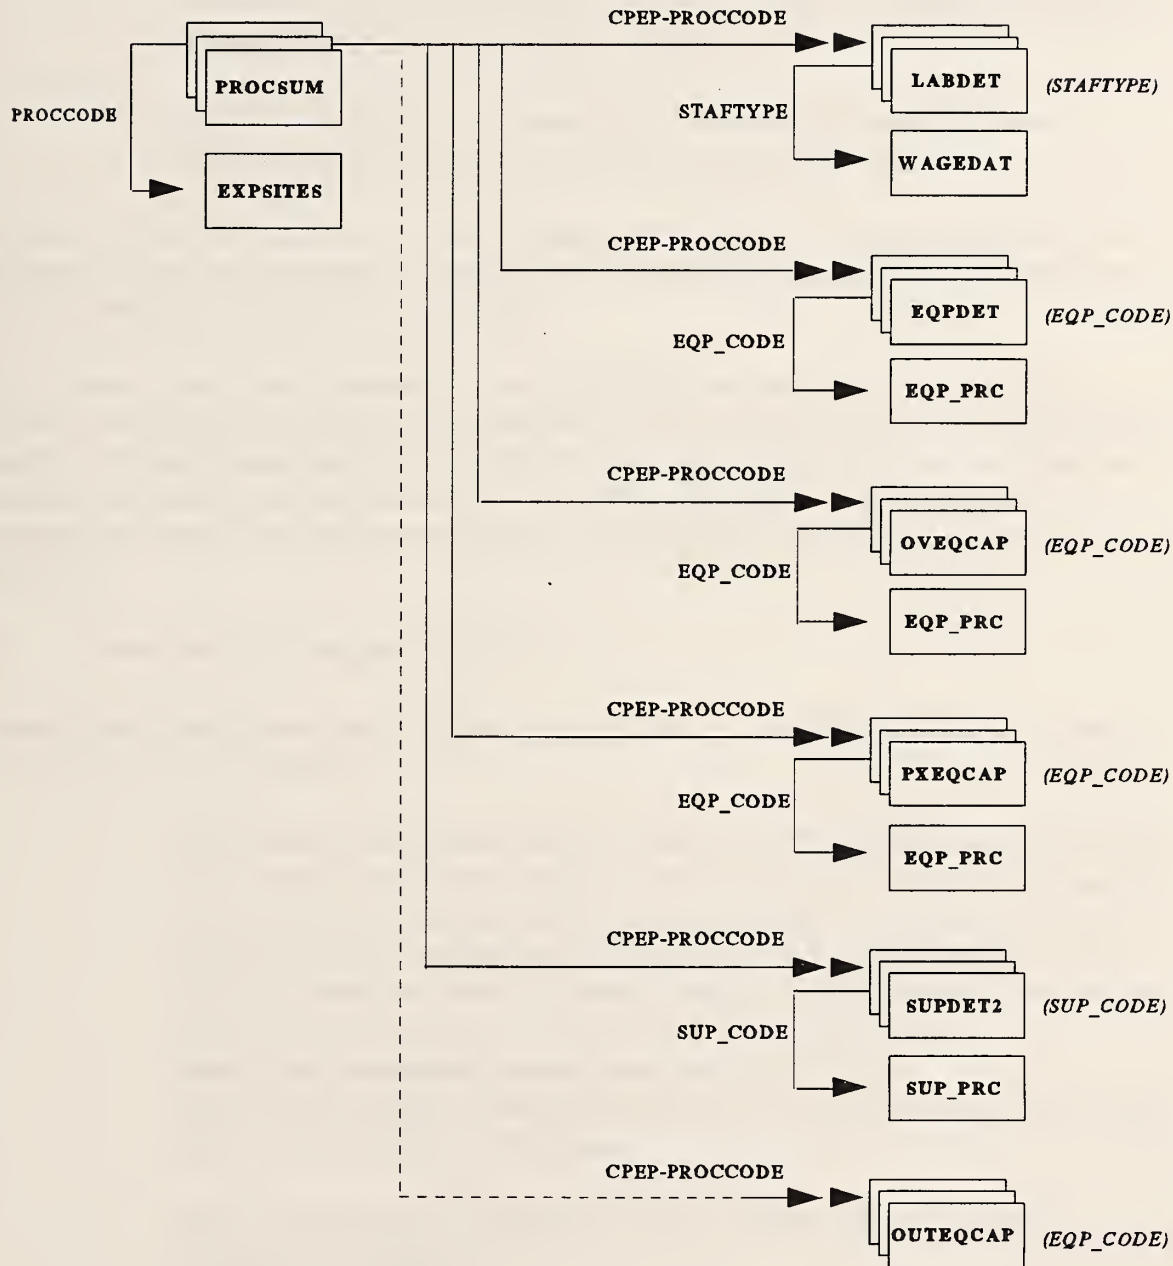 CPEP-PROCCODE
PROCSUM
LABDET (STAFTYPE)
PROCCODE
STAFTYPE
EXPSITES
WAGEDAT
CPEP-PROCCODE
EQPDET (EQP_CODE)
EQP_CODE
EQP_PRC
CPEP-PROCCODE
OVEQCAP (EQP_CODE)
EQP_CODE
EQP_PRC
CPEP-PROCCODE
PXEQCAP (EQP_CODE)
EQP_CODE
EQP_PRC
CPEP-PROCCODE
SUPDET2 (SUP_CODE)
SUP_CODE
SUP_PRC
CPEP-PROCCODE
OUTEQCAP (EQP_CODE)